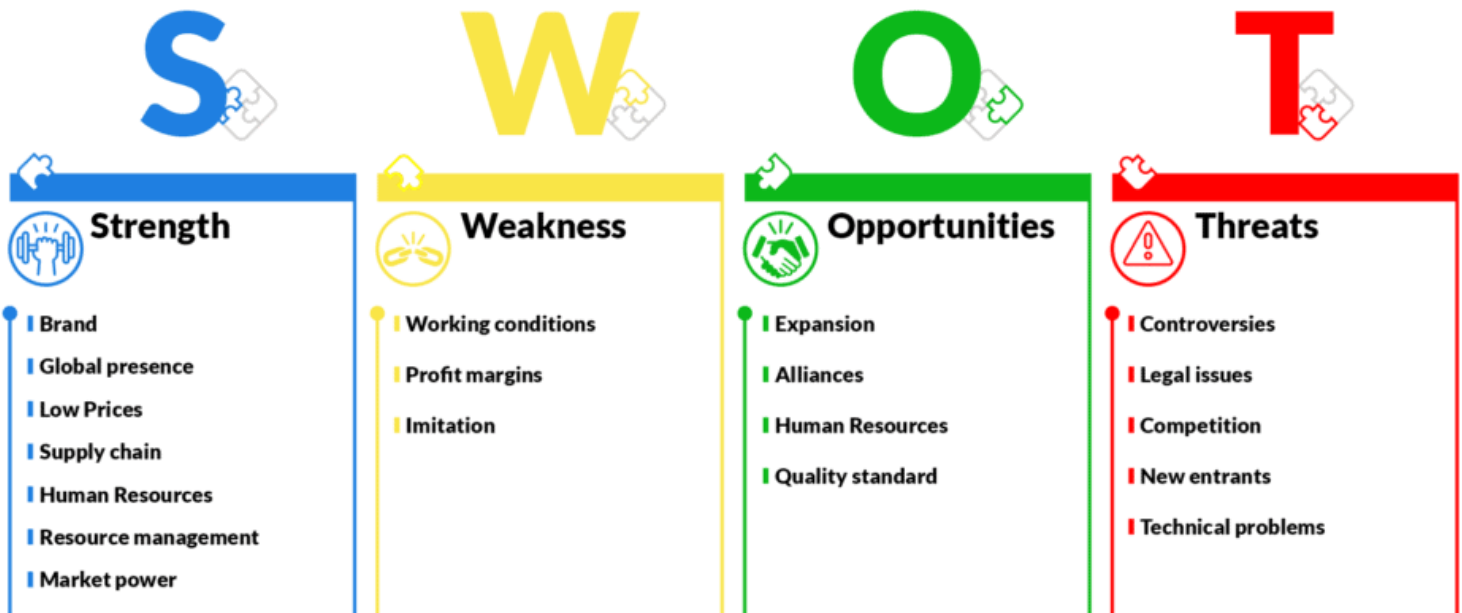 S
W
O
T
Strength
Brand
Global presence
Low Prices
Supply chain
Human Resources
Resource management
Market power
Weakness
Working conditions
Profit margins
Imitation
Opportunities
Expansion
Alliances
Human Resources
Quality standard
Threats
Controversies
Legal issues
Competition
New entrants
Technical problems